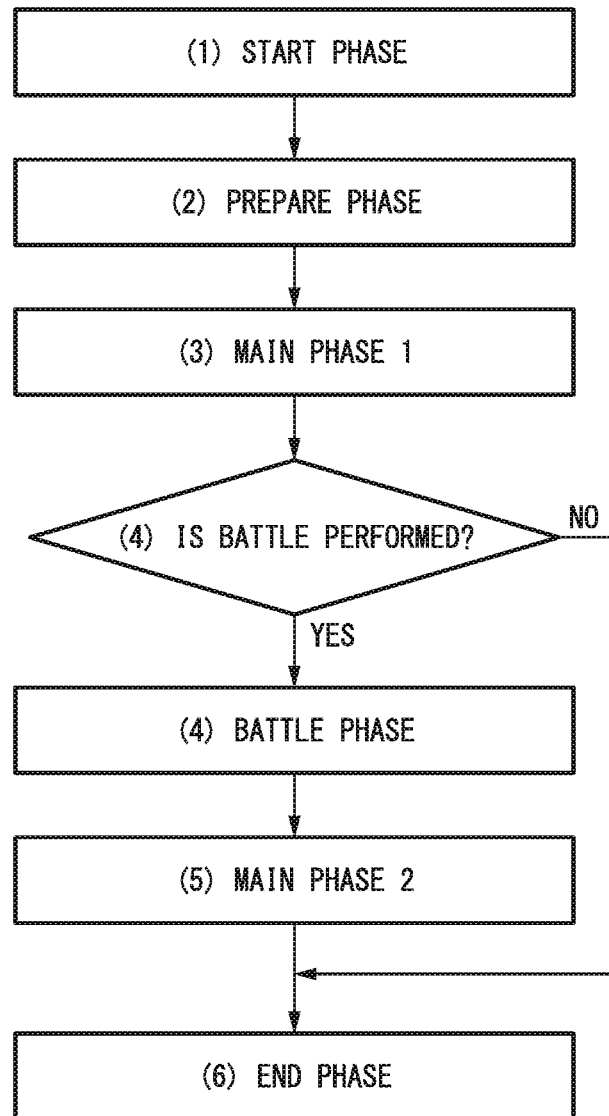 (1) START PHASE
(2) PREPARE PHASE
(3) MAIN PHASE 1
(4) IS BATTLE PERFORMED?
NO
YES
(4) BATTLE PHASE
(5) MAIN PHASE 2
(6) END PHASE